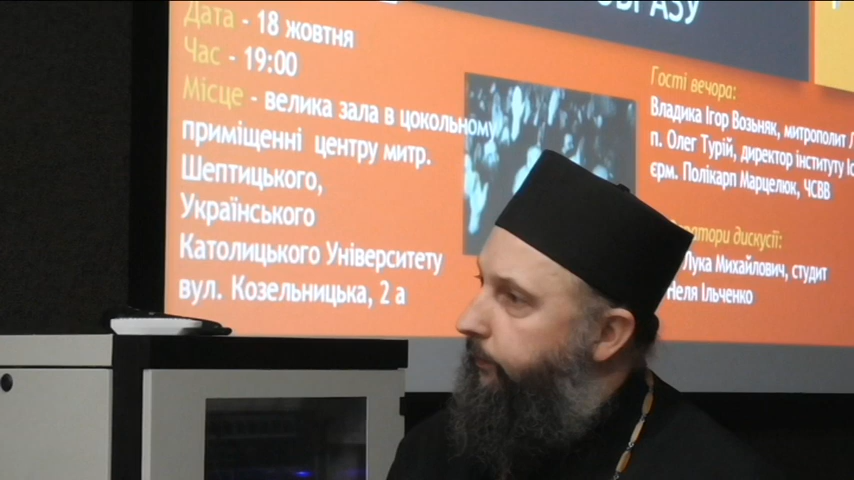 ОБРАЗУ
Дата - 18 жовтня
Час - 19:00
Місце - велика зала в цокольному
приміщенні центру митр.
Шептицького,
Українського
Католицького Університету
вул. Козельницька, 2 а
Гості вечора:
Владика Ігор Возьняк, митрополит
п. Олег Турій, директор інституту
єрм. Полікарп Марцелюк, ЧСВВ
дискусії:
Лука Михайлович, студит
Неля Ільченко